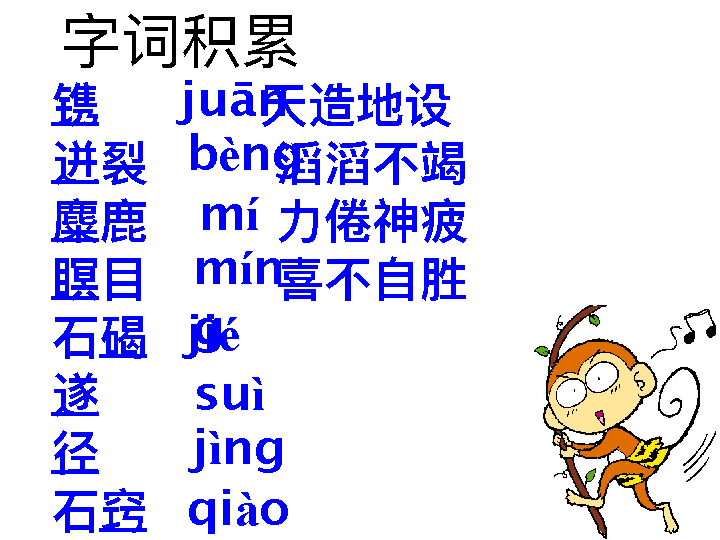 字词积累
镌 juān 天造地设
迸裂 bèng 滔滔不竭
麋鹿 mí 力倦神疲
瞑目 míng 喜不自胜
石碣 jié
遂 suì
径 jìng
石窍 qiào